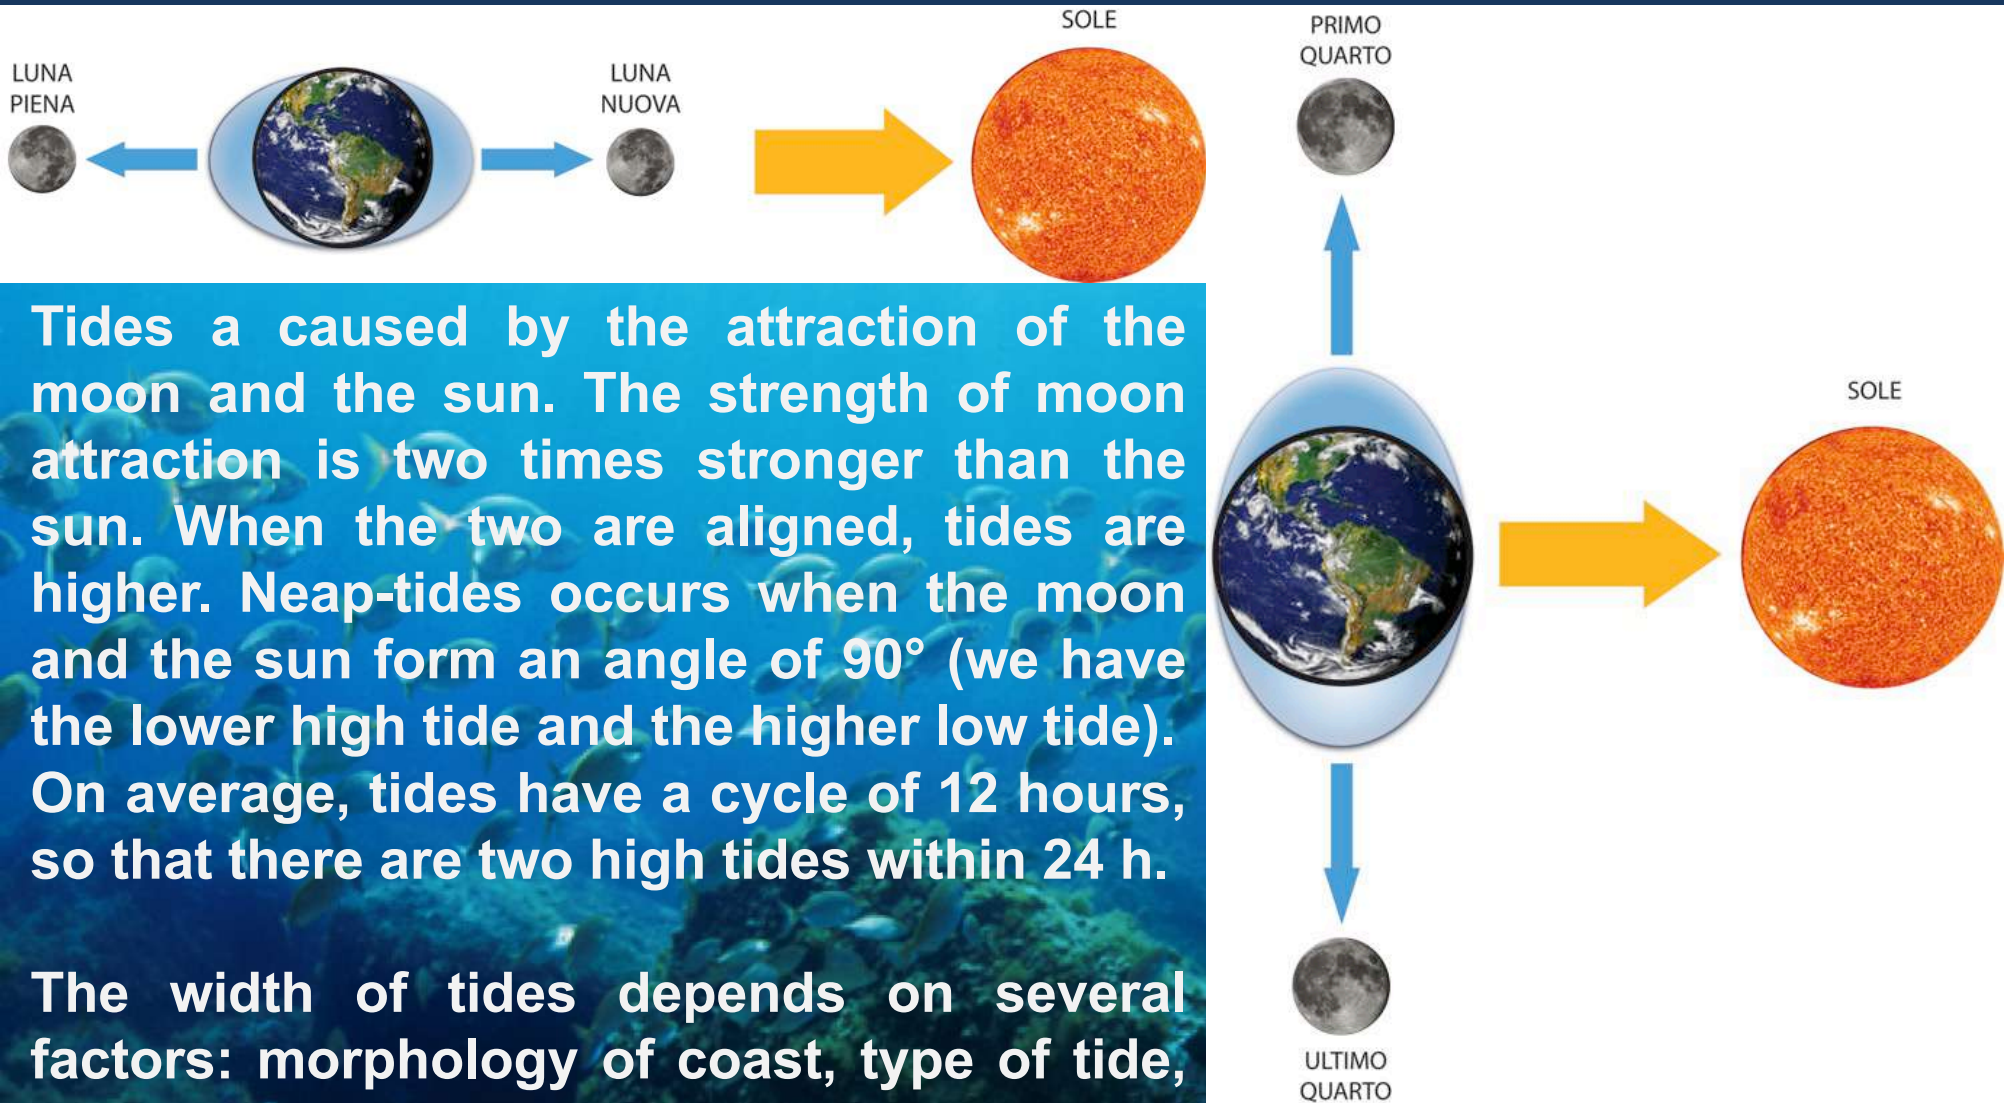 SOLE
LUNA
PIENA
LUNA
NUOVA
PRIMO
QUARTO
Tides a caused by the attraction of the
moon and the sun. The strength of moon
attraction is two times stronger than the
sun. When the two are aligned, tides are
higher. Neap-tides occurs when the moon
and the sun form an angle of 90° (we have
the lower high tide and the higher low tide).
On average, tides have a cycle of 12 hours,
so that there are two high tides within 24 h.
The width of tides depends on several
factors: morphology of coast, type of tide,
SOLE
ULTIMO
QUARTO